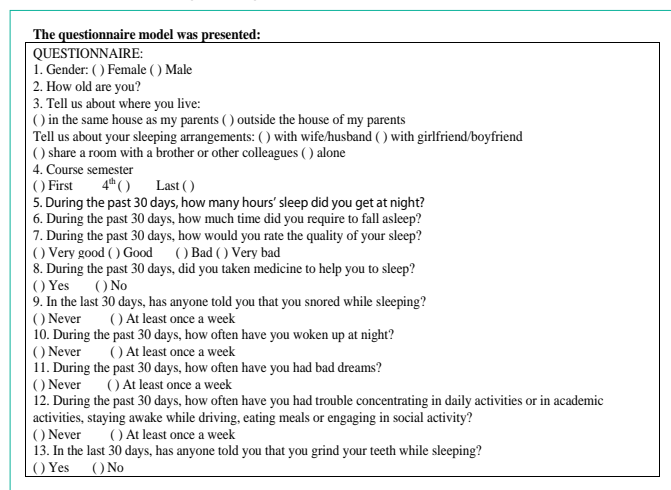 The questionnaire model was presented:
QUESTIONNAIRE:
1. Gender: ( ) Female ( ) Male
2. How old are you?
3. Tell us about where you live:
( ) in the same house as my parents ( ) outside the house of my parents
Tell us about your sleeping arrangements: ( ) with wife/husband ( ) with girlfriend/boyfriend
( ) share a room with a brother or other colleagues ( ) alone
4. Course semester
( ) First 4th ( ) Last ( )
5. During the past 30 days, how many hours’ sleep did you get at night?
6. During the past 30 days, how much time did you require to fall asleep?
7. During the past 30 days, how would you rate the quality of your sleep?
( ) Very good ( ) Good ( ) Bad ( ) Very bad
8. During the past 30 days, did you taken medicine to help you to sleep?
( ) Yes ( ) No
9. In the last 30 days, has anyone told you that you snored while sleeping?
( ) Never ( ) At least once a week
10. During the past 30 days, how often have you woken up at night?
( ) Never ( ) At least once a week
11. During the past 30 days, how often have you had bad dreams?
( ) Never ( ) At least once a week
12. During the past 30 days, how often have you had trouble concentrating in daily activities or in academic
activities, staying awake while driving, eating meals or engaging in social activity?
( ) Never ( ) At least once a week
13. In the last 30 days, has anyone told you that you grind your teeth while sleeping?
( ) Yes ( ) No